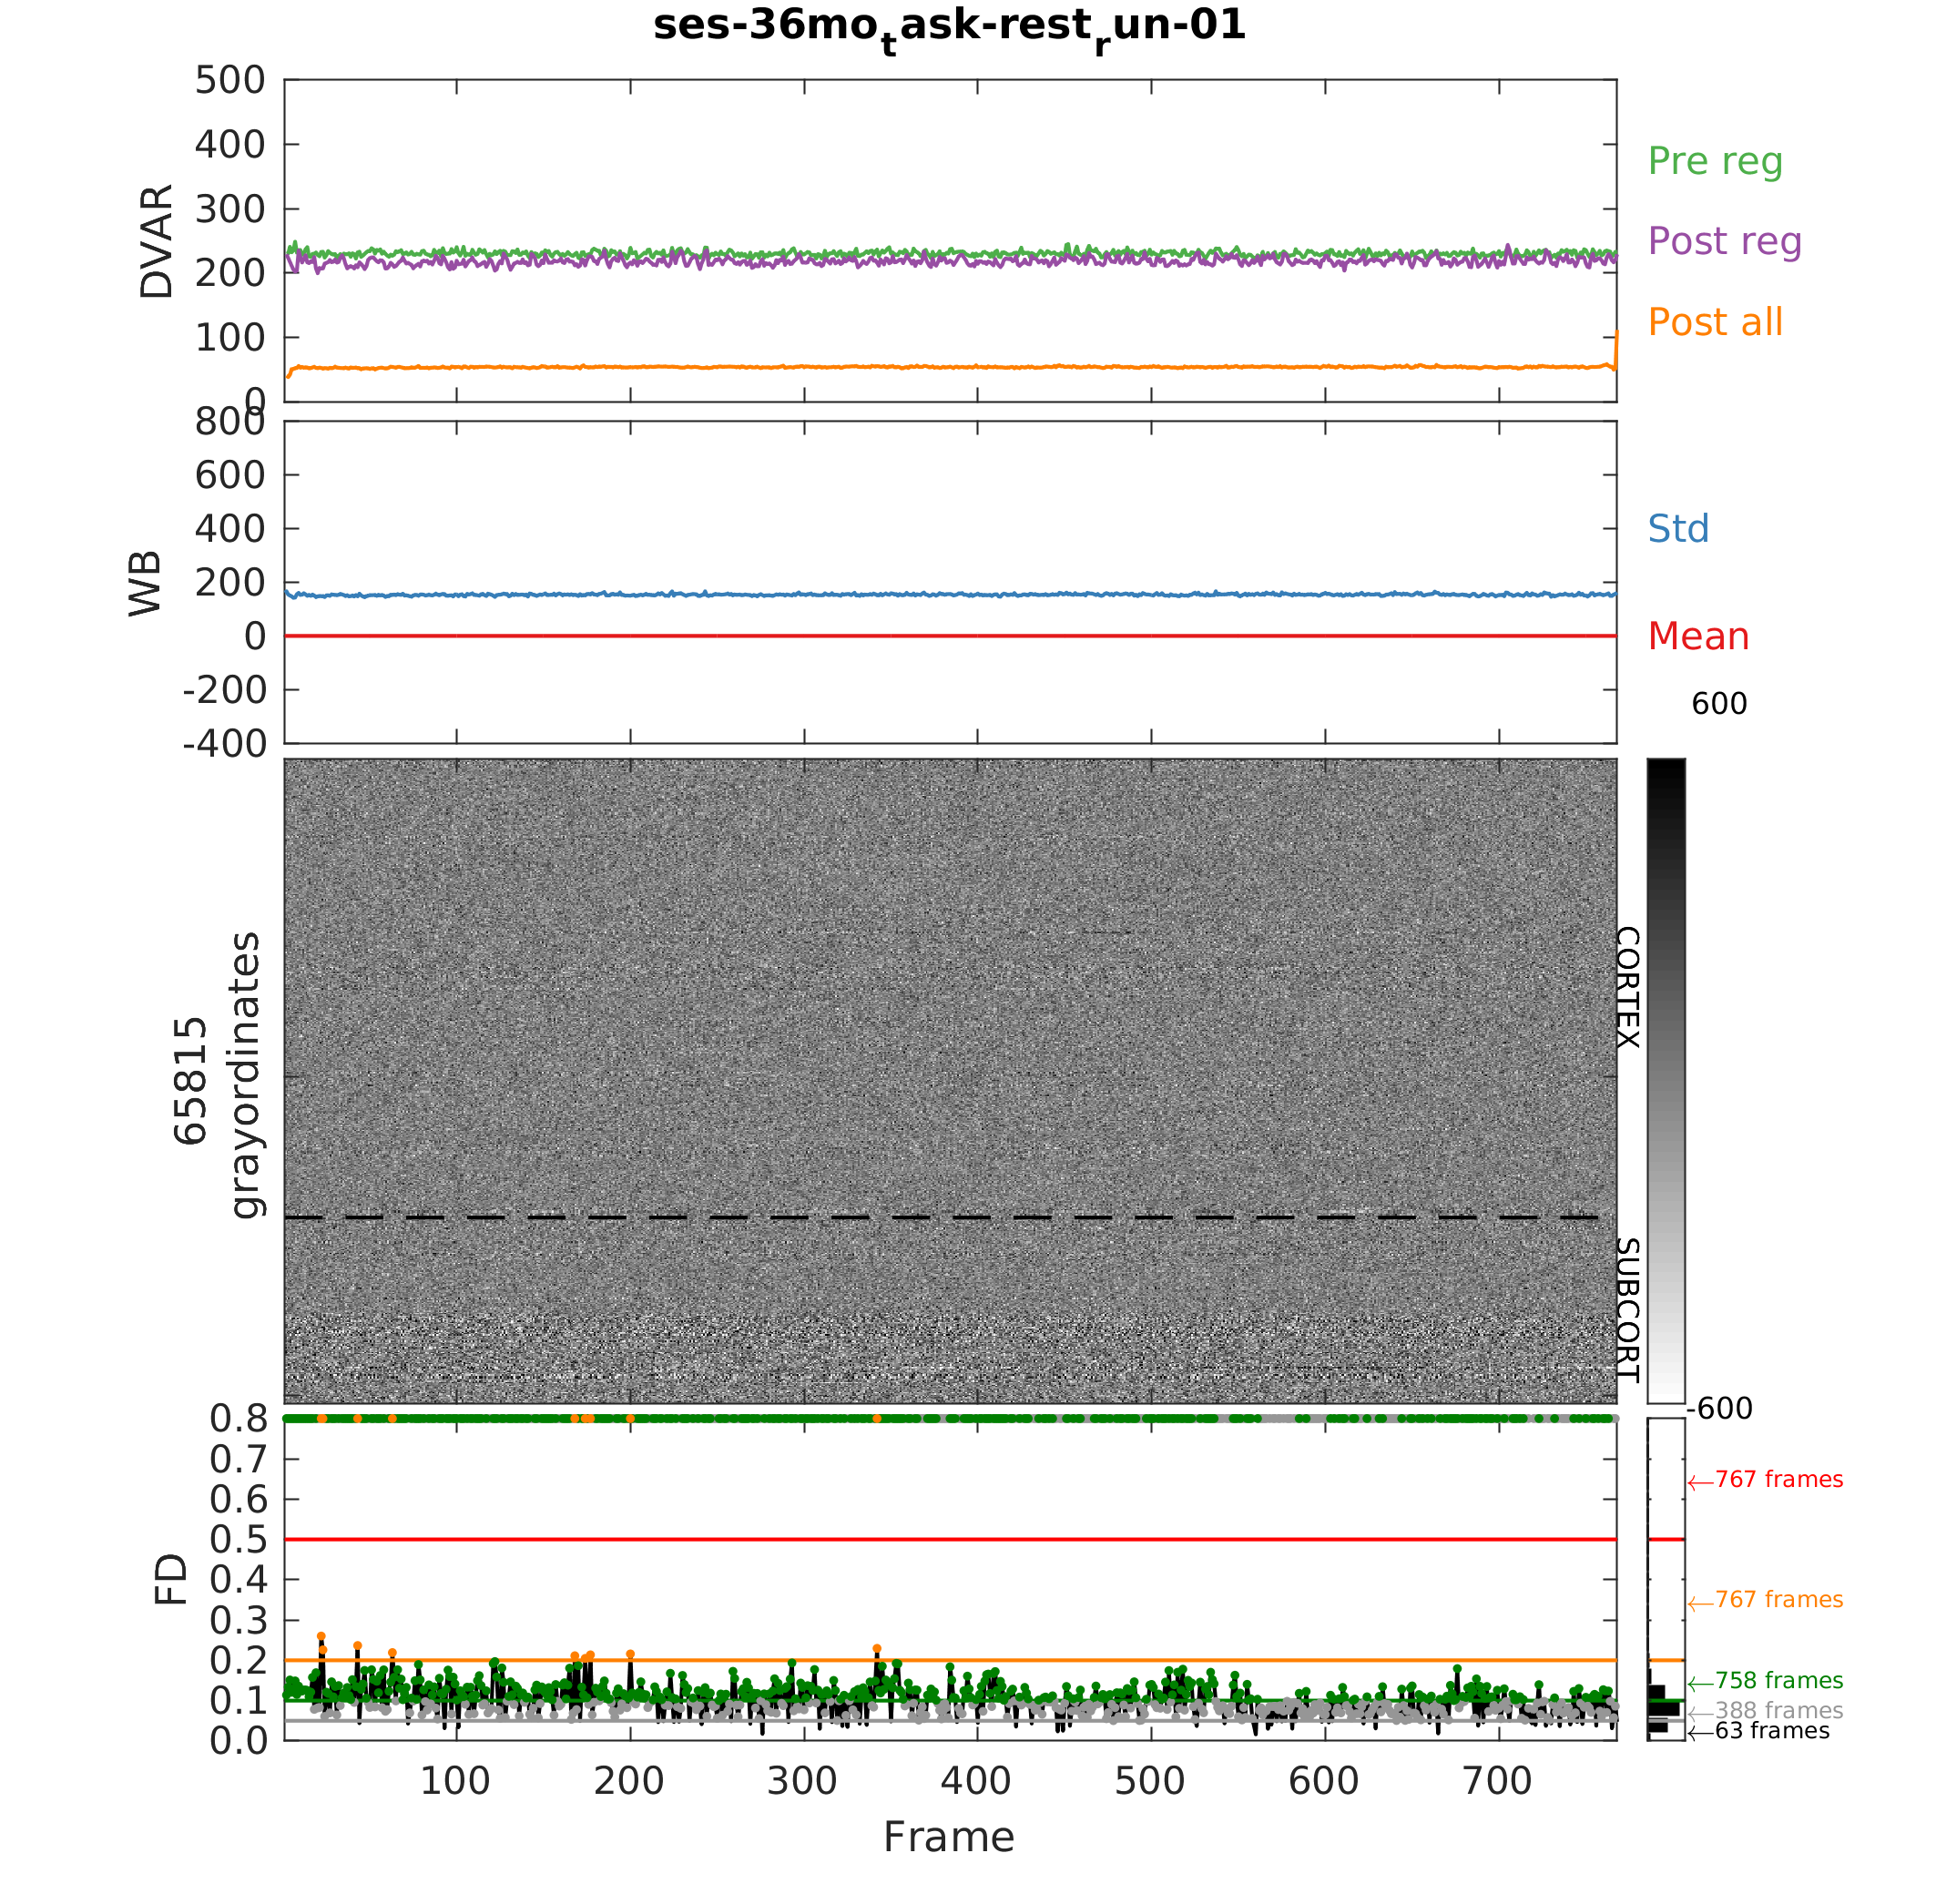 ses-36mo_task-rest_run-01
500
400
300
200
100
0
DVAR
Pre reg
Post reg
Post all
800
600
400
200
0
-200
-400
WB
Std
Mean
600
65815
grayordinates
CORTEX
SUBCORT
-600
0.8
0.7
0.6
0.5
0.4
0.3
0.2
0.1
0.0
FD
←767 frames
←767 frames
←758 frames
←388 frames
←63 frames
100 200 300 400 500 600 700
Frame